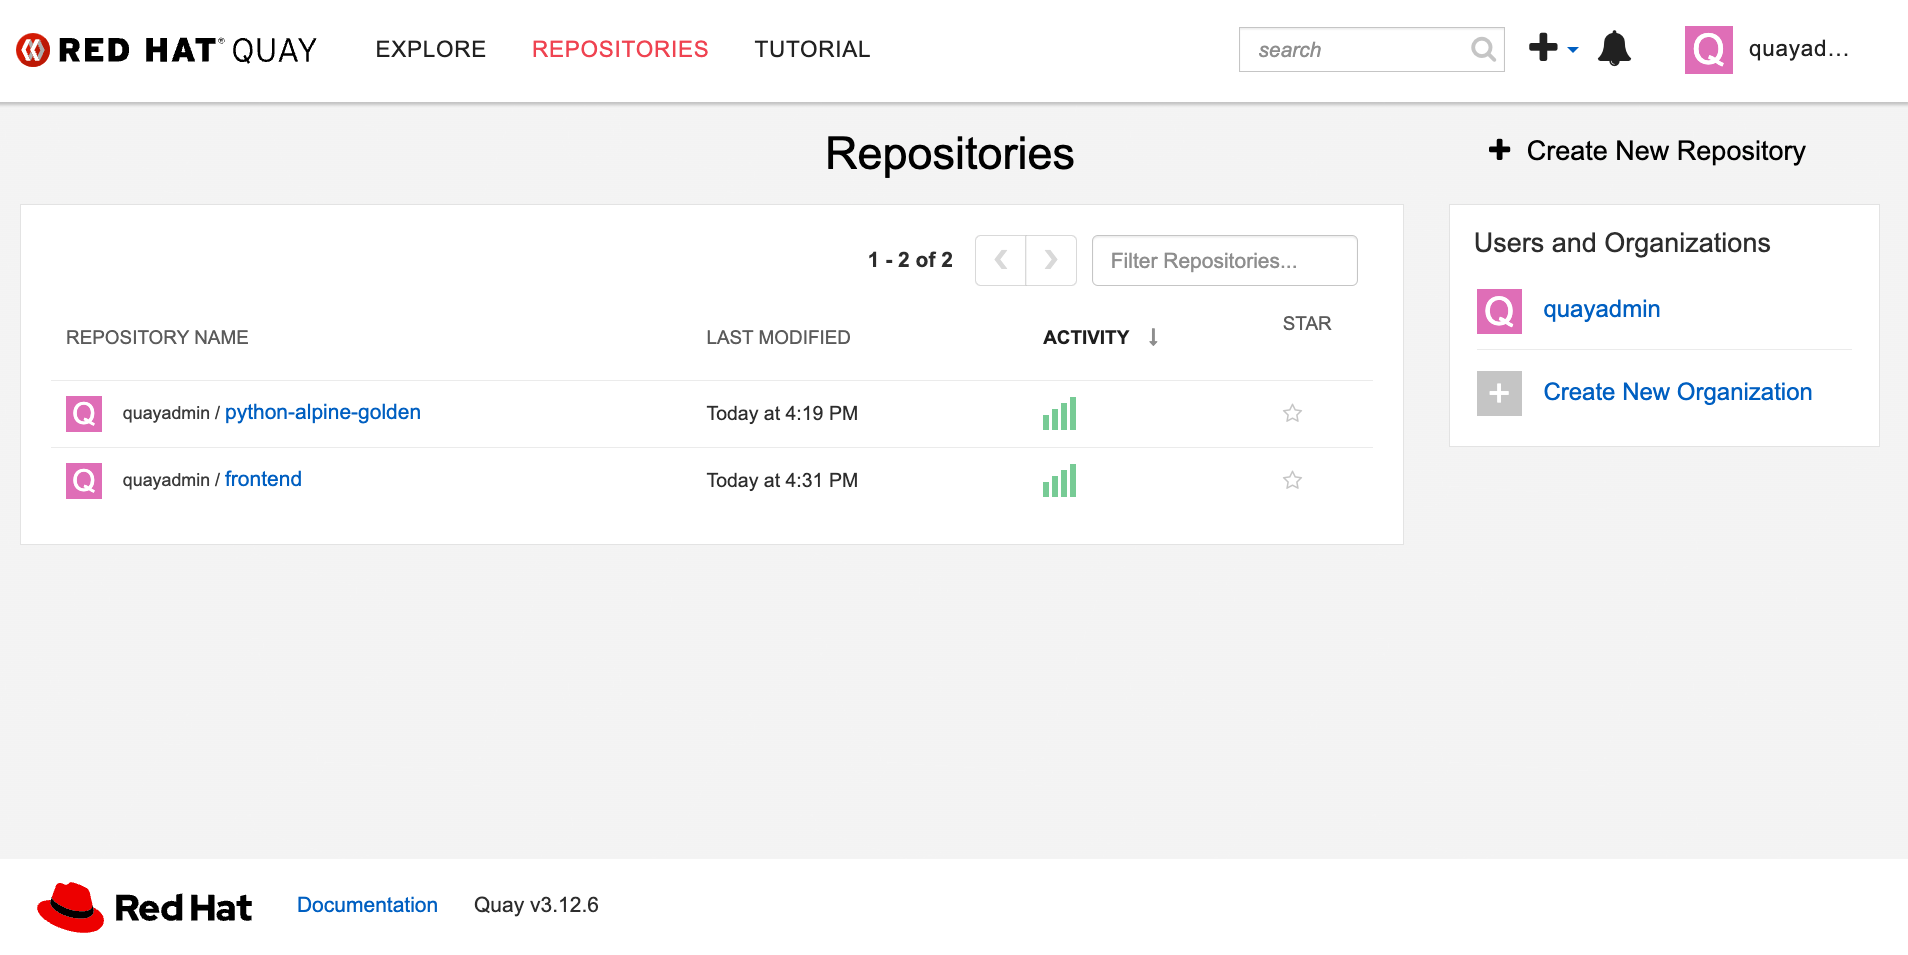 RED HAT® QUAY EXPLORE REPOSITORIES TUTORIAL search quayad...
Repositories
Create New Repository
1 - 2 of 2 Filter Repositories...
REPOSITORY NAME LAST MODIFIED ACTIVITY STAR
Q quayadmin / python-alpine-golden Today at 4:19 PM
Q quayadmin / frontend Today at 4:31 PM
Users and Organizations
Q quayadmin
Create New Organization
Red Hat Documentation Quay v3.12.6